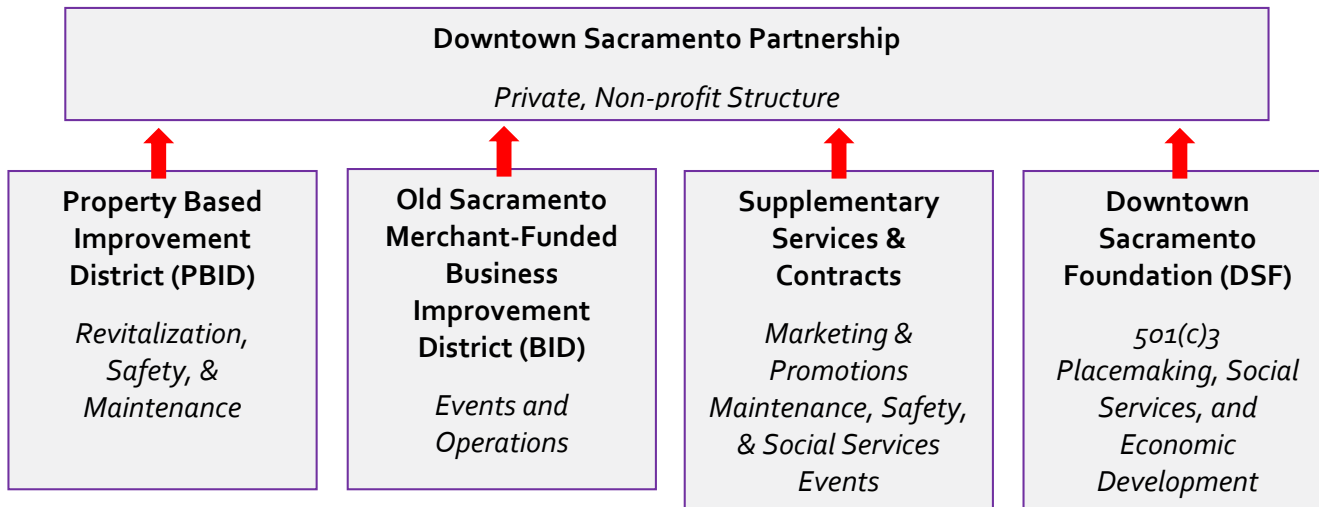 Downtown Sacramento Partnership
Private, Non-profit Structure
Property Based
Improvement
District (PBID)
Revitalization,
Safety, &
Maintenance
Old Sacramento
Merchant-Funded
Business
Improvement
District (BID)
Events and
Operations
Supplementary
Services &
Contracts
Marketing &
Promotions
Maintenance, Safety,
& Social Services
Events
Downtown
Sacramento
Foundation (DSF)
501(c)3
Placemaking, Social
Services, and
Economic
Development